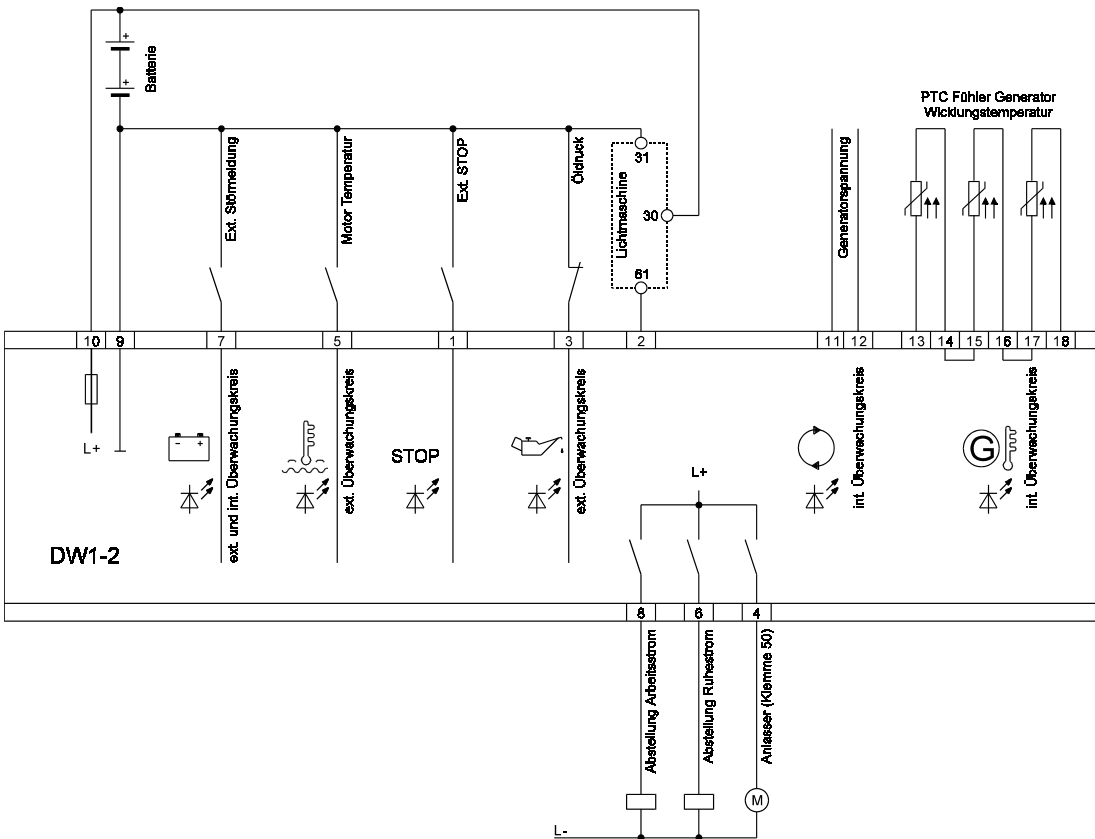 +
+
Batterie
PTC Fühler Generator
Wicklungstemperatur
Ext. Störmeldung
Motor Temperatur
Ext. STOP
Öldruck
31
Lichtmaschine
30
61
Generatorspannung
10 9 7 5 1 3 2 11 12 13 14 15 16 17 18
L+
- +
ext. und int. Überwachungskreis
ext. Überwachungskreis
STOP
ext. Überwachungskreis
int. Überwachungskreis
G
int. Überwachungskreis
L+
DW1-2
8 6 4
Abstellung Arbeitsstrom
Abstellung Ruhestrom
Anlasser (Klemme 50)
M
L-